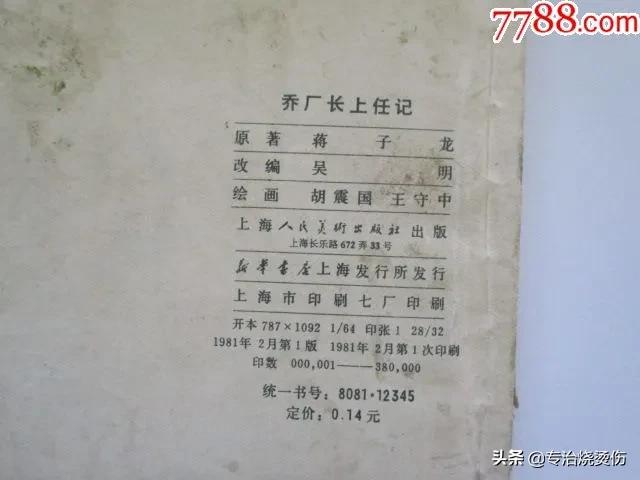 7788.com
乔厂长上任记
原著 蒋子龙
改编 吴明
绘画 胡震国 王守中
上海人民美術出版社出版
上海长乐路672弄33号
新华书店上海发行所发行
上海市印刷七厂印刷
开本787×1092 1/64 印张1 28/32
1981年2月第1版 1981年2月第1次印刷
印数 000,001——380,000
统一书号：8081·12345
定价：0.14元
头条 @专治烧烫伤